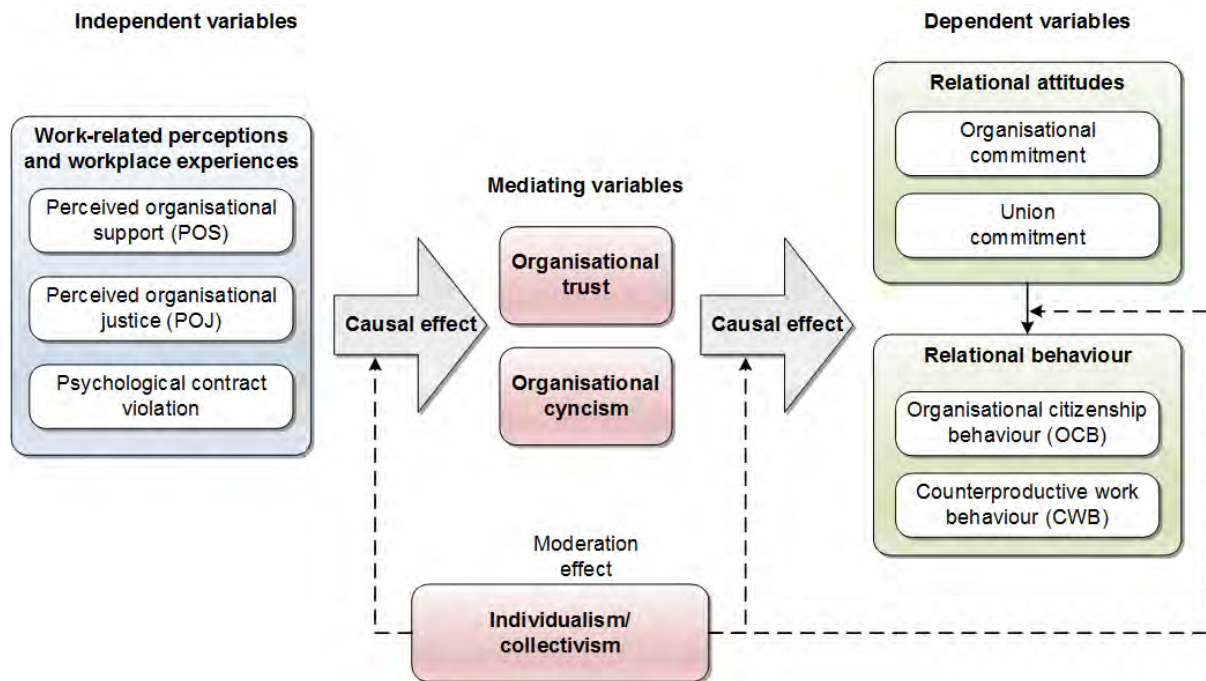 Independent variables
Dependent variables
Work-related perceptions
and workplace experiences
Perceived organisational
support (POS)
Perceived organisational
justice (POJ)
Psychological contract
violation
Causal effect
Mediating variables
Organisational
trust
Organisational
cyncism
Causal effect
Relational attitudes
Organisational
commitment
Union
commitment
Relational behaviour
Organisational citizenship
behaviour (OCB)
Counterproductive work
behaviour (CWB)
Moderation
effect
Individualism/
collectivism